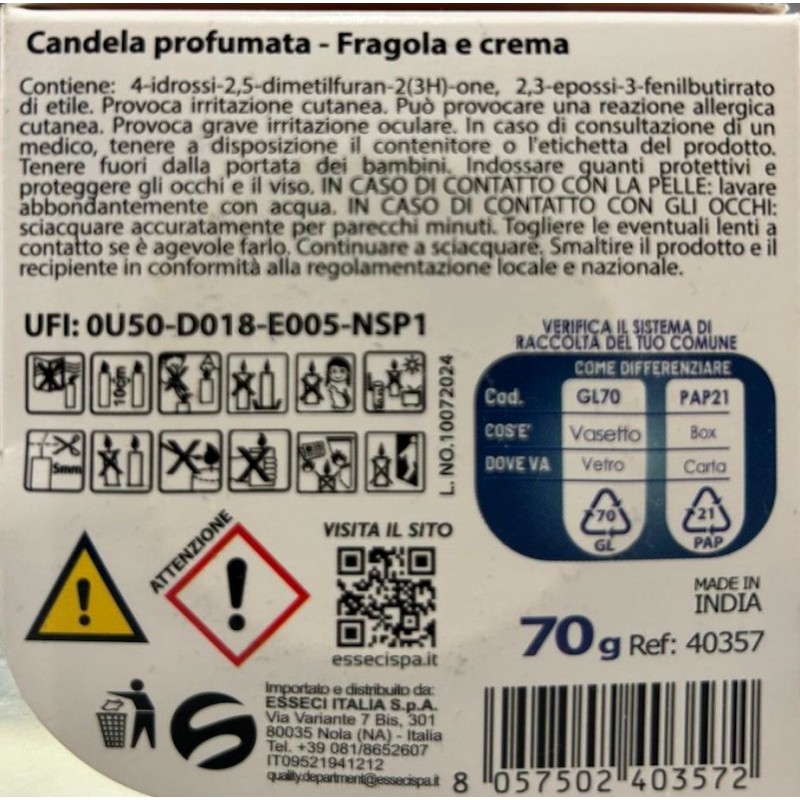 Candela profumata - Fragola e crema
Contiene: 4-idrossi-2,5-dimetilfuran-2(3H)-one, 2,3-epossi-3-fenilbutirrato
di etile. Provoca irritazione cutanea. Può provocare una reazione allergica
cutanea. Provoca grave irritazione oculare. In caso di consultazione di un
medico, tenere a disposizione il contenitore o l'etichetta del prodotto.
Tenere fuori dalla portata dei bambini. Indossare guanti protettivi e
proteggere gli occhi e il viso. IN CASO DI CONTATTO CON LA PELLE: lavare
abbondantemente con acqua. IN CASO DI CONTATTO CON GLI OCCHI:
sciacquare accuratamente per parecchi minuti. Togliere le eventuali lenti a
contatto se è agevole farlo. Continuare a sciacquare. Smaltire il prodotto e il
recipiente in conformità alla regolamentazione locale e nazionale.
UFI: 0U50-D018-E005-NSP1
10cm
5mm
L. NO.10072024
VERIFICA IL SISTEMA DI
RACCOLTA DEL TUO COMUNE
COME DIFFERENZIARE
Cod. GL70 PAP21
COS'E' Vasetto Box
DOVE VA Vetro Carta
70 21
GL PAP
ATTENZIONE
VISITA IL SITO
essecispa.it
MADE IN
INDIA
70g Ref: 40357
Importato e distribuito da:
ESSECI ITALIA S.p.A.
Via Variante 7 Bis, 301
80035 Nola (NA) - Italia
Tel. +39 081/8652607
IT09521941212
quality.department@essecispa.it
8 057502 403572